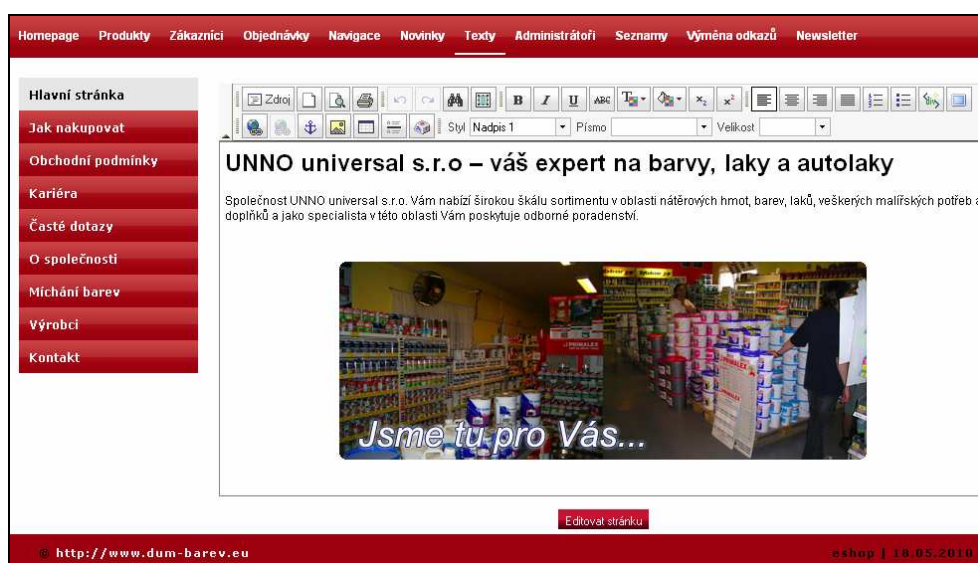 Homepage Produkty Zákazníci Objednávky Navigace Novinky Texty Administrátoři Seznamy Výměna odkazů Newsletter
Hlavní stránka
Jak nakupovat
Obchodní podmínky
Kariéra
Časté dotazy
O společnosti
Míchání barev
Výrobci
Kontakt
Zdroj B I U ABC
Styl Nadpis 1 Písmo Velikost
UNNO universal s.r.o – váš expert na barvy, laky a autolaky
Společnost UNNO universal s.r.o. Vám nabízí širokou škálu sortimentu v oblasti nátěrových hmot, barev, laků, veškerých malířských potřeb a
doplňků a jako specialista v této oblasti Vám poskytuje odborné poradenství.
PRIMALEX
Jsme tu pro Vás...
Editovat stránku
© http://www.dum-barev.eu
eshop | 18.05.2010